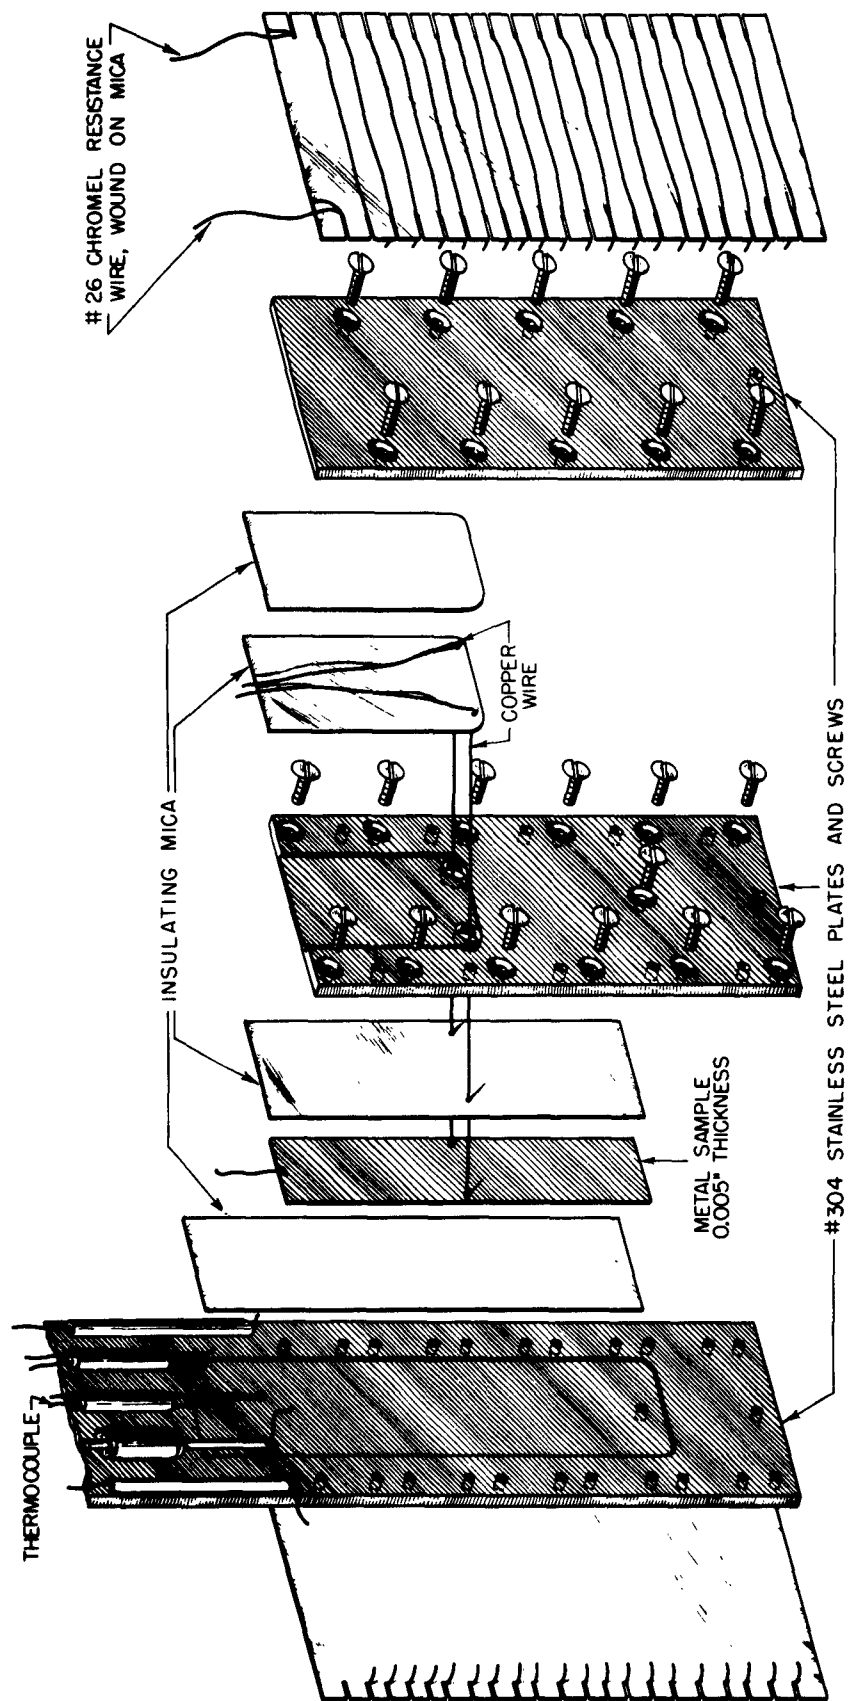 #26 CHROMEL RESISTANCE
WIRE, WOUND ON MICA
INSULATING MICA
COPPER
WIRE
METAL SAMPLE
0.005" THICKNESS
#304 STAINLESS STEEL PLATES AND SCREWS
THERMOCOUPLE